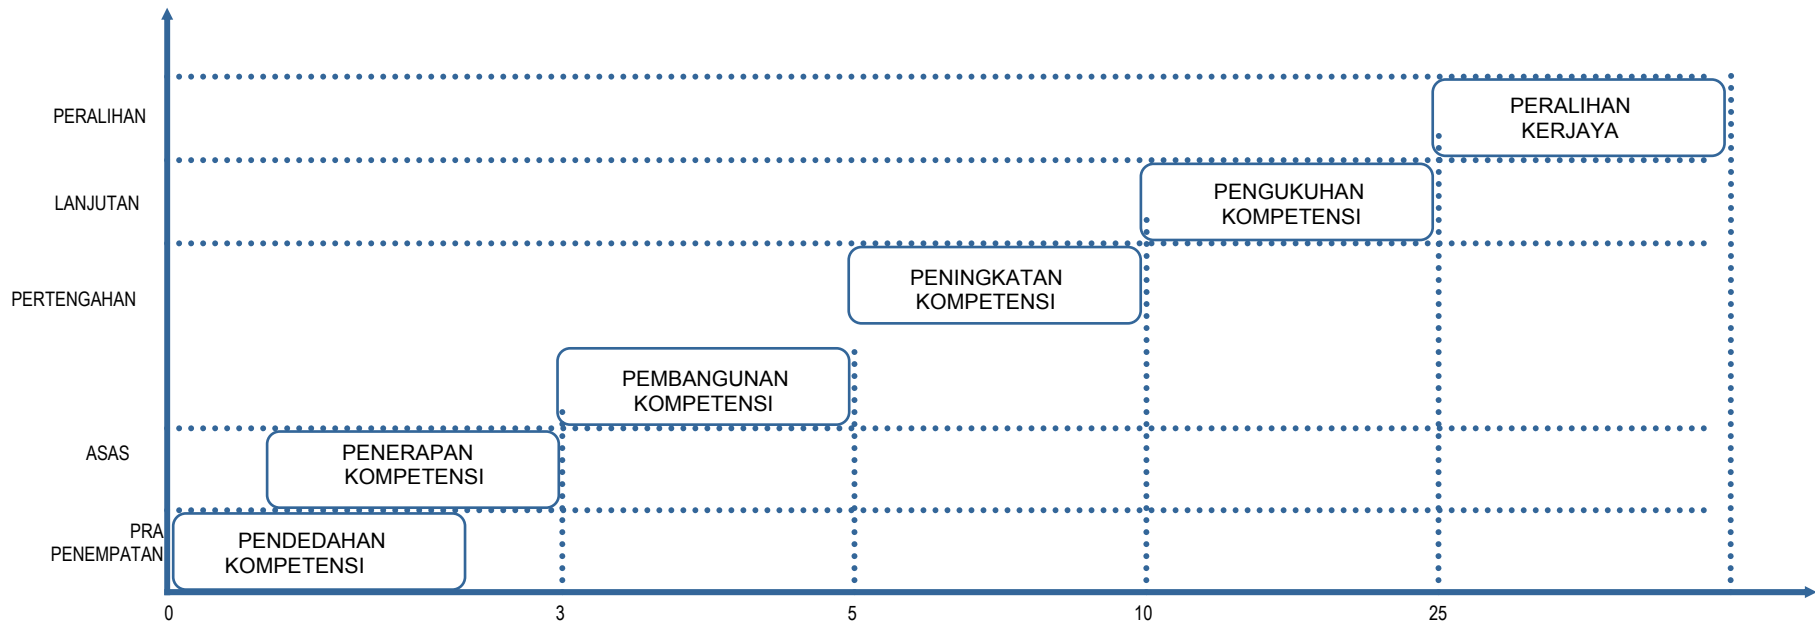 PERALIHAN
PERALIHAN
KERJAYA
LANJUTAN
PENGUKUHAN
KOMPETENSI
PERTENGAHAN
PENINGKATAN
KOMPETENSI
PEMBANGUNAN
KOMPETENSI
ASAS
PENERAPAN
KOMPETENSI
PRA
PENEMPATAN
PENDEDAHAN
KOMPETENSI
0 3 5 10 25